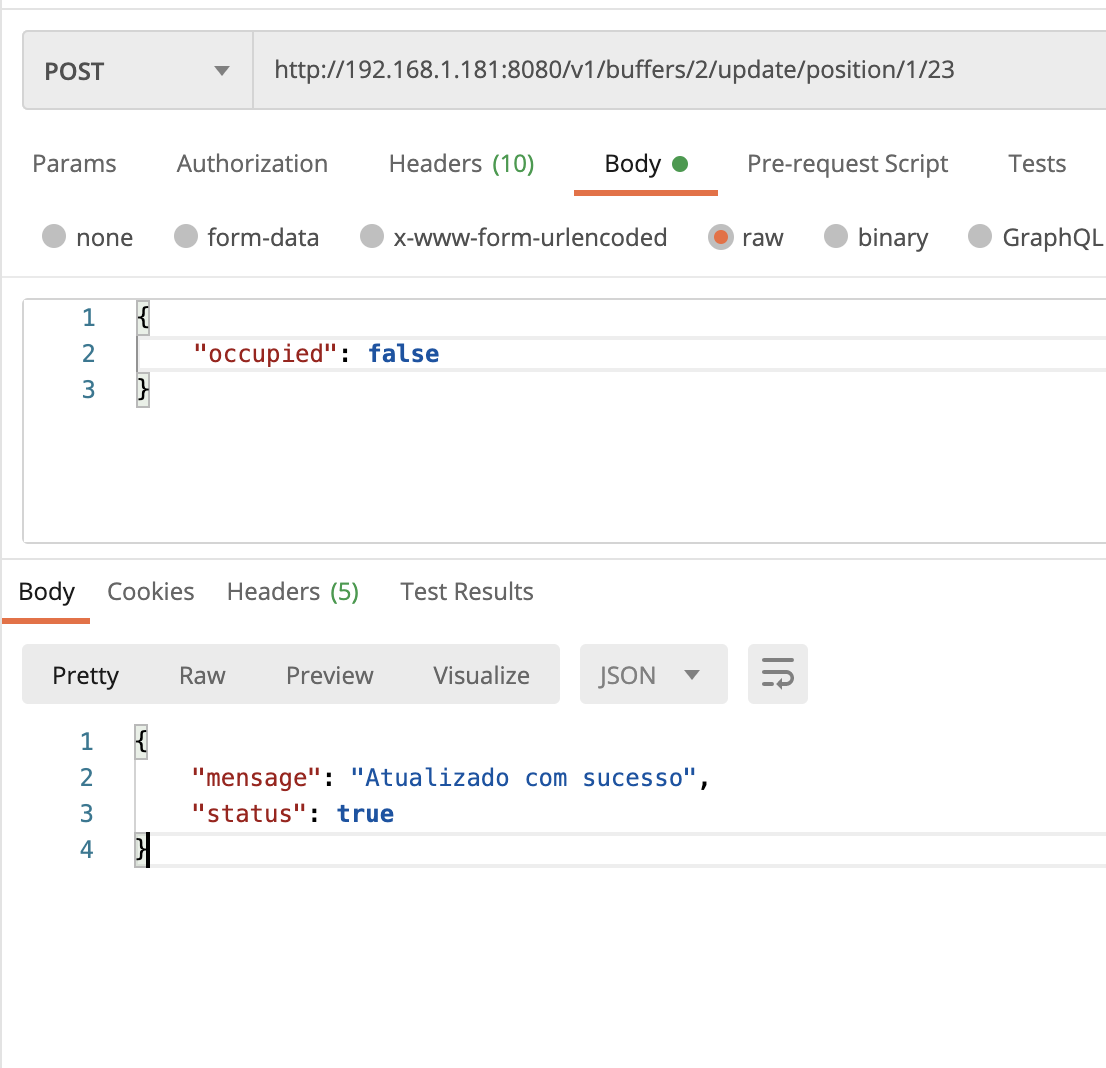 POST http://192.168.1.181:8080/v1/buffers/2/update/position/1/23
Params Authorization Headers (10) Body Pre-request Script Tests
none form-data x-www-form-urlencoded raw binary GraphQL
1 {
2 "occupied": false
3 }
Body Cookies Headers (5) Test Results
Pretty Raw Preview Visualize JSON
1 {
2 "mensage": "Atualizado com sucesso",
3 "status": true
4 }